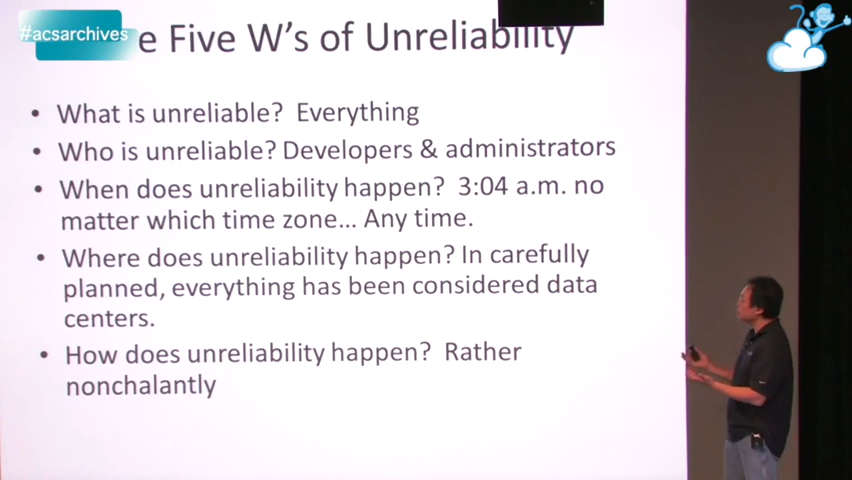 #acsarchives
e Five W's of Unreliability
• What is unreliable? Everything
• Who is unreliable? Developers & administrators
• When does unreliability happen? 3:04 a.m. no
matter which time zone... Any time.
• Where does unreliability happen? In carefully
planned, everything has been considered data
centers.
• How does unreliability happen? Rather
nonchalantly